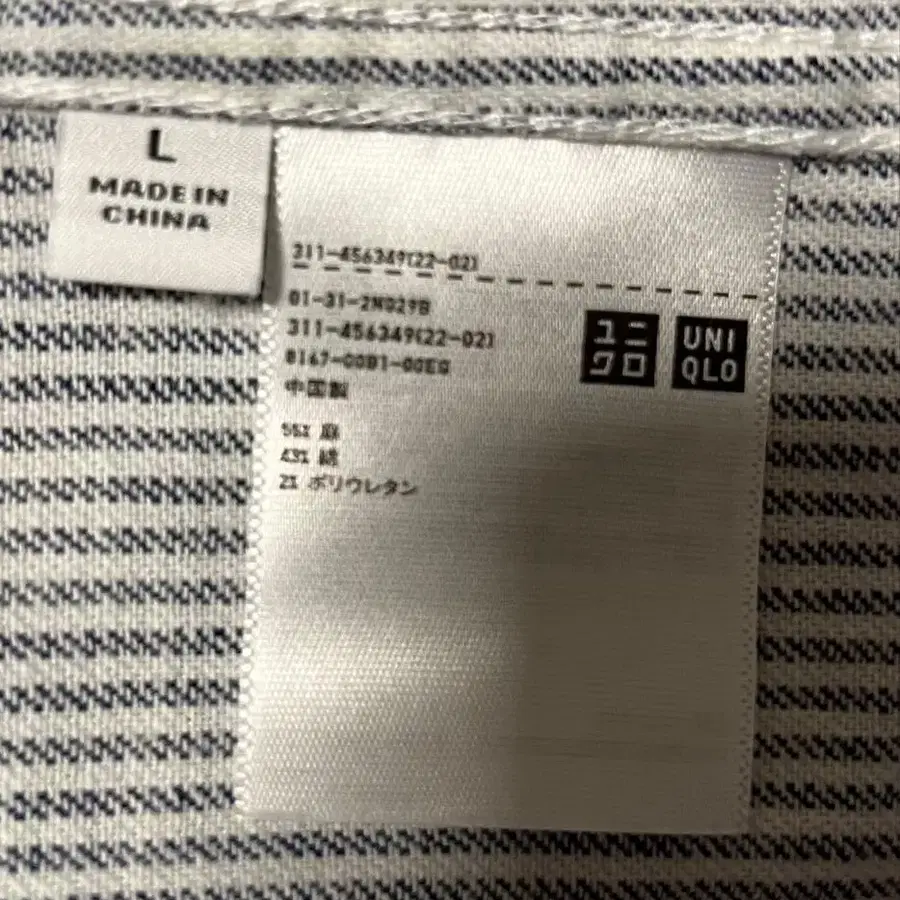 L
MADE IN
CHINA
311-456349(22-02)
01-31-2N029B
311-456349(22-02)
8167-00B1-00EG
中国製
55% 麻
43% 綿
2% ポリウレタン
ユニ
クロ
UNI
QLO